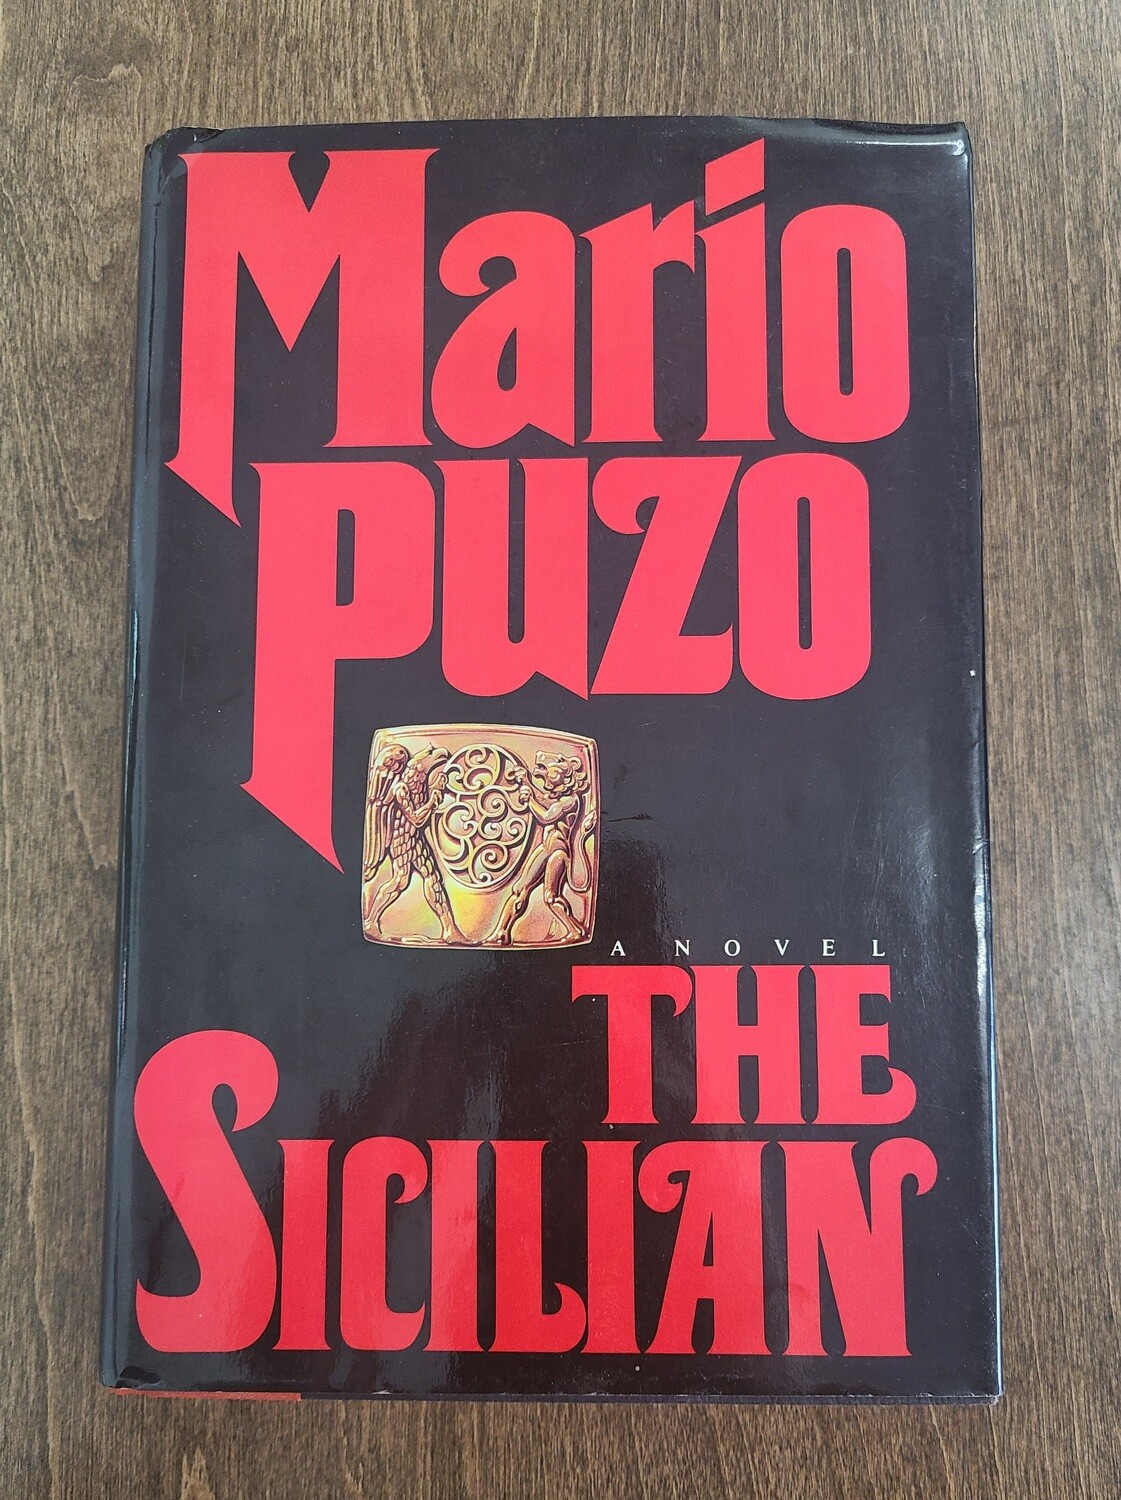 Mario
Puzo
A NOVEL
THE
SICILIAN